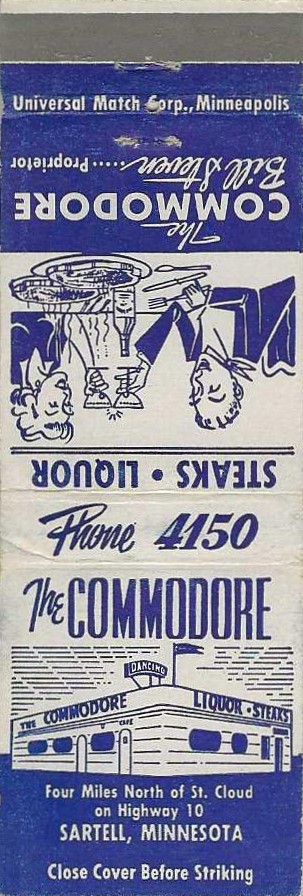 Universal Match Corp., Minneapolis
STEAKS • LIQUOR
The
COMMODORE
Bill Steven ..... Proprietor
Phone 4150
The COMMODORE
DANCING
THE COMMODORE CAFE LIQUOR • STEAKS
Four Miles North of St. Cloud
on Highway 10
SARTELL, MINNESOTA
Close Cover Before Striking